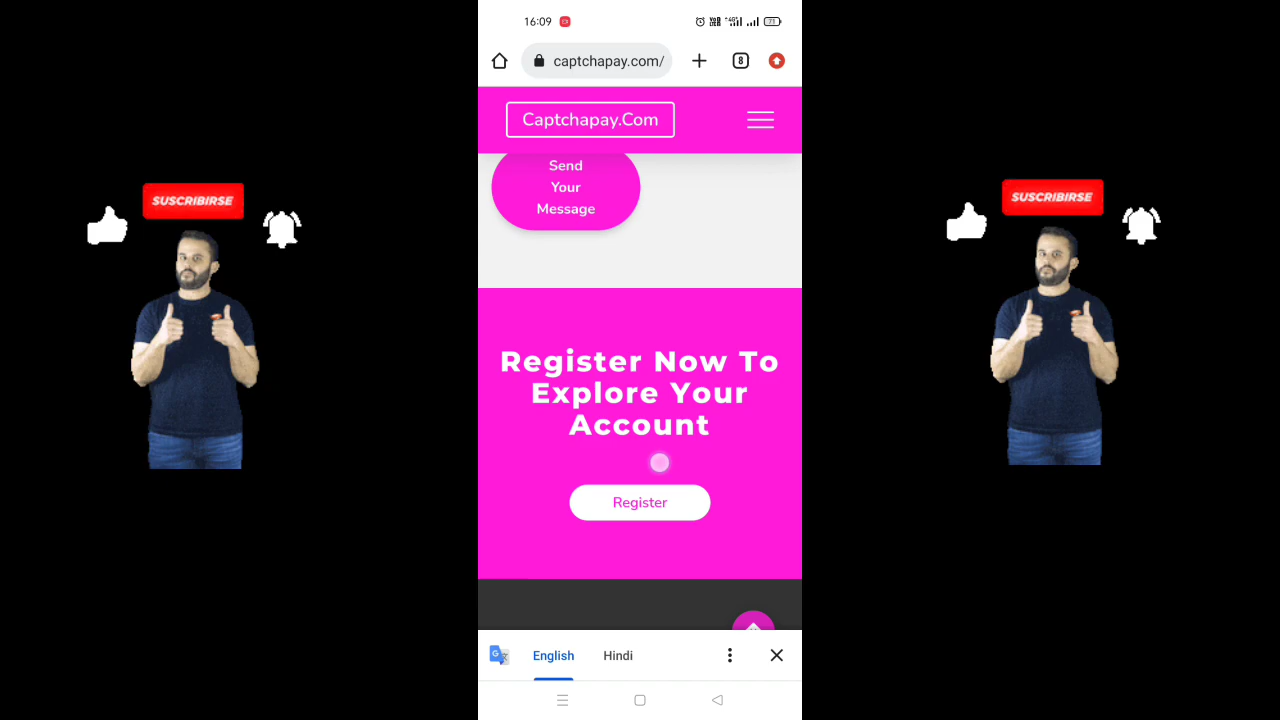 16:09
captchapay.com/
8
Captchapay.Com
Send
Your
Message
SUSCRIBIRSE
SUSCRIBIRSE
Register Now To
Explore Your
Account
Register
English
Hindi